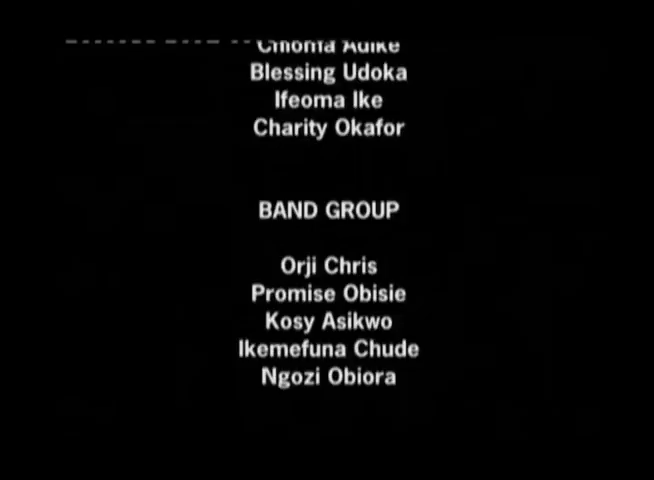 Blessing Udoka
Ifeoma Ike
Charity Okafor
BAND GROUP
Orji Chris
Promise Obisie
Kosy Asikwo
Ikemefuna Chude
Ngozi Obiora